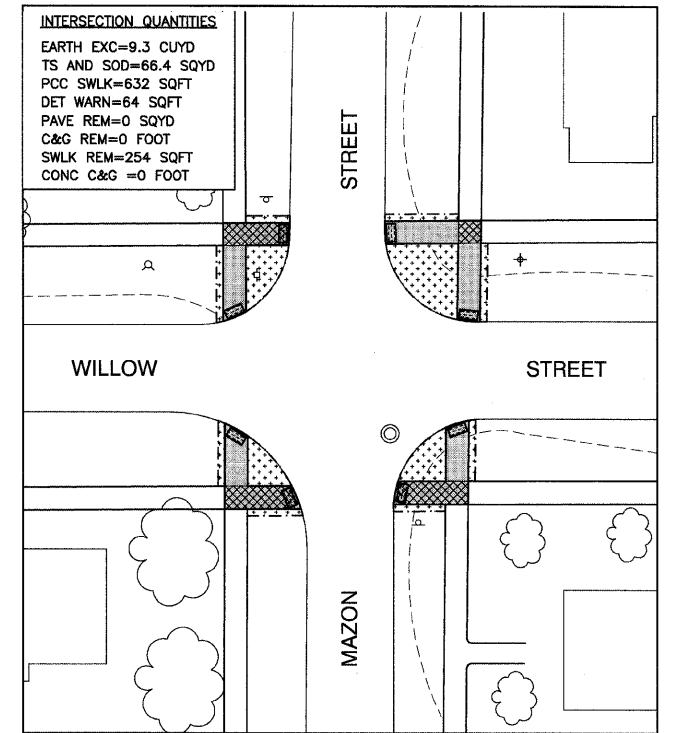 INTERSECTION QUANTITIES
EARTH EXC=9.3 CUYD
TS AND SOD=66.4 SQYD
PCC SWLK=632 SQFT
DET WARN=64 SQFT
PAVE REM=0 SQYD
C&G REM=0 FOOT
SWLK REM=254 SQFT
CONC C&G =0 FOOT
STREET
WILLOW
STREET
MAZON